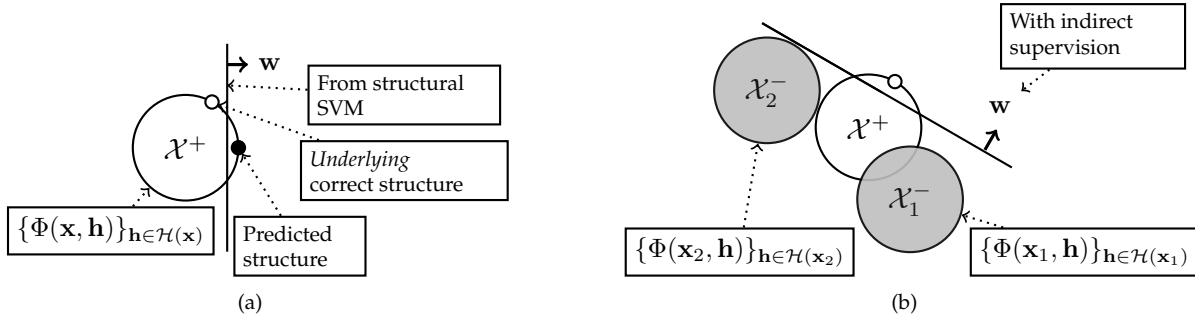 w
From structural
SVM
X⁺
Underlying
correct structure
{Φ(x, h)}h∈H(x)
Predicted
structure
(a)
With indirect
supervision
w
X₂⁻
X⁺
X₁⁻
{Φ(x₂, h)}h∈H(x₂)
{Φ(x₁, h)}h∈H(x₁)
(b)